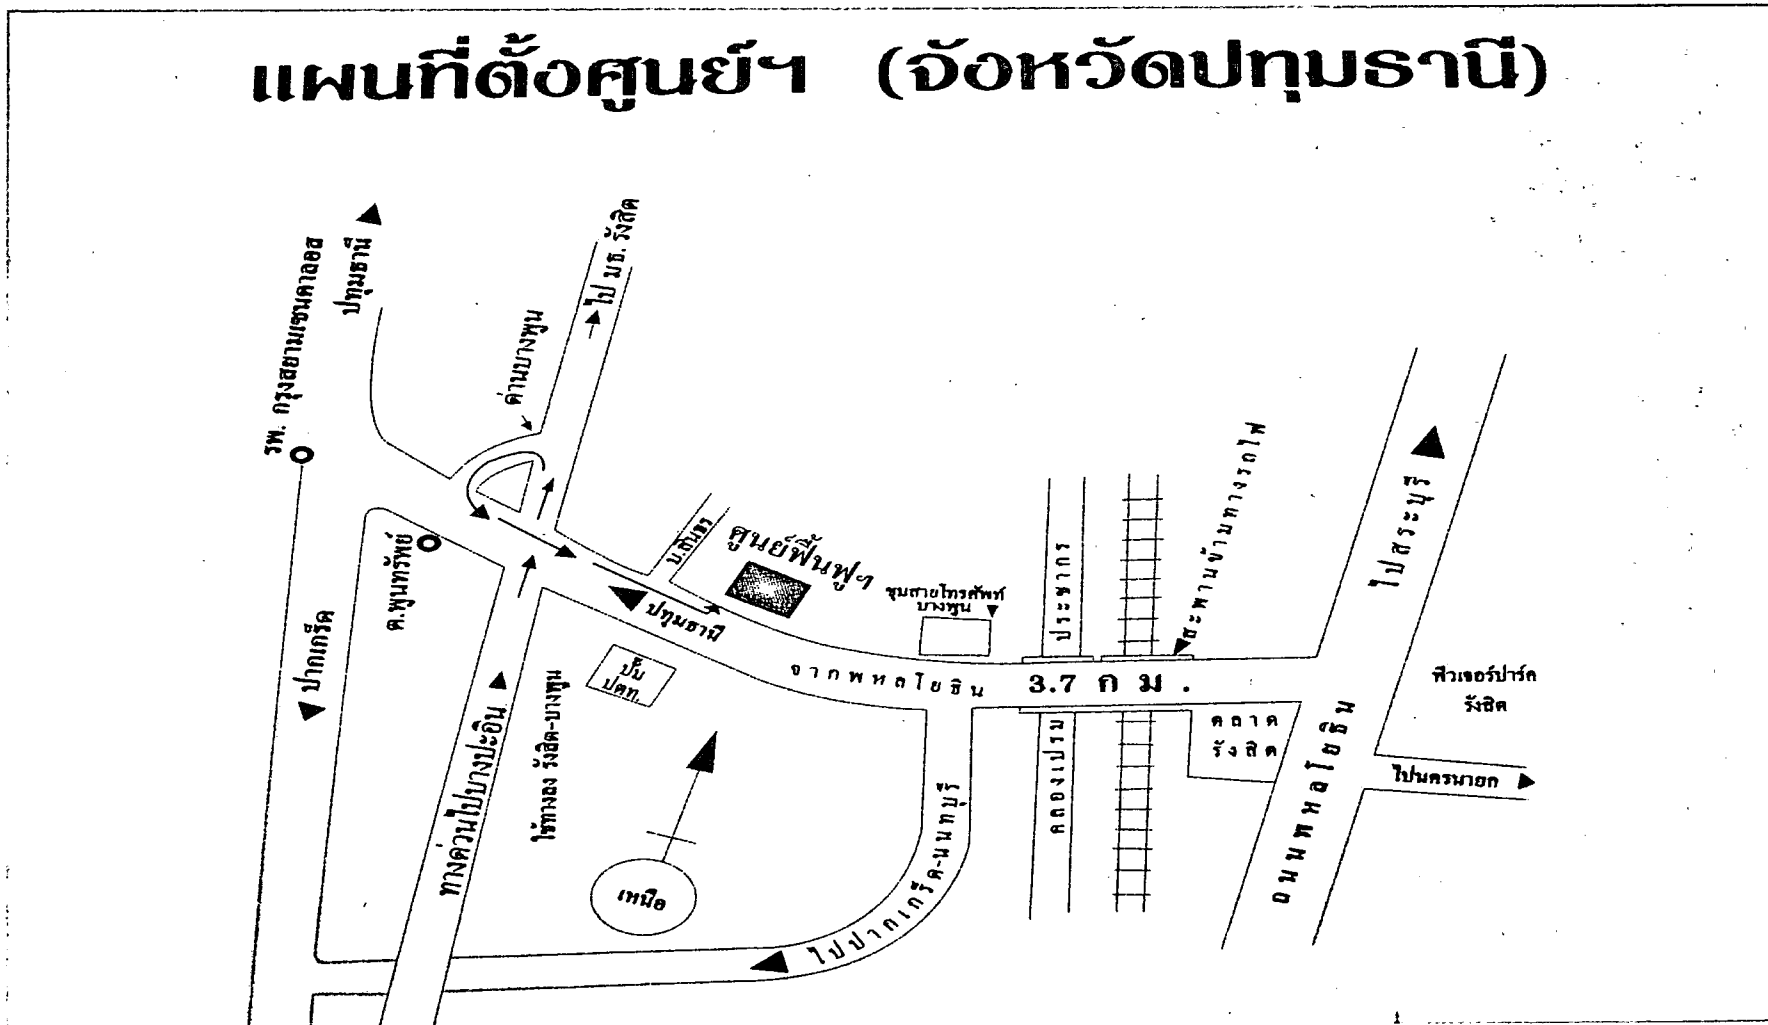 แผนที่ตั้งศูนย์ฯ (จังหวัดปทุมธานี)
รพ. กรุงสยามเซนคาลอส
ปทุมธานี
ไป มธ. รังสิต
ด่านบางพูน
ต.พูนทรัพย์
ปากเกร็ด
ทางด่วนไปบางปะอิน
ใช้ทางลง รังสิต-บางพูน
ศูนย์ฟื้นฟูฯ
ปทุมธานี
ปั๊ม
ปตท.
ชุมสายโทรศัพท์
บางพูน
จากพหลโยธิน 3.7 กม.
ประชากร
คลองเปรม
สะพานข้ามทางรถไฟ
ตลาด
รังสิต
ไปสระบุรี
ฟิวเจอร์ปาร์ค
รังสิต
ไปนครนายก
ถนนพหลโยธิน
ไปปากเกร็ด-นนทบุรี
เหนือ